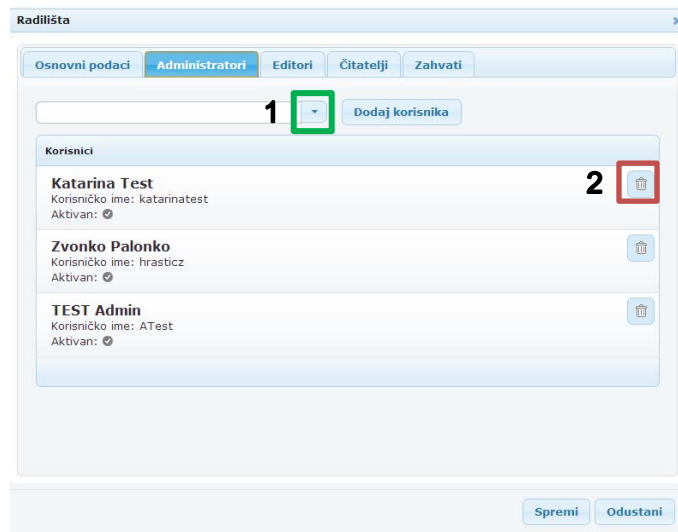 Radilišta
Osnovni podaci Administratori Editori Čitatelji Zahvati
1 Dodaj korisnika
Korisnici
Katarina Test
Korisničko ime: katarinatest
Aktivan:
2
Zvonko Palonko
Korisničko ime: hrasticz
Aktivan:
TEST Admin
Korisničko ime: ATest
Aktivan:
Spremi Odustani